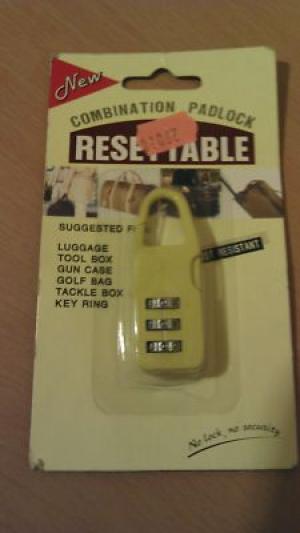 New
COMBINATION PADLOCK
RESETTABLE
SUGGESTED F
LUGGAGE
TOOL BOX
GUN CASE
GOLF BAG
TACKLE BOX
KEY RING
RESISTANT
No lock, no security